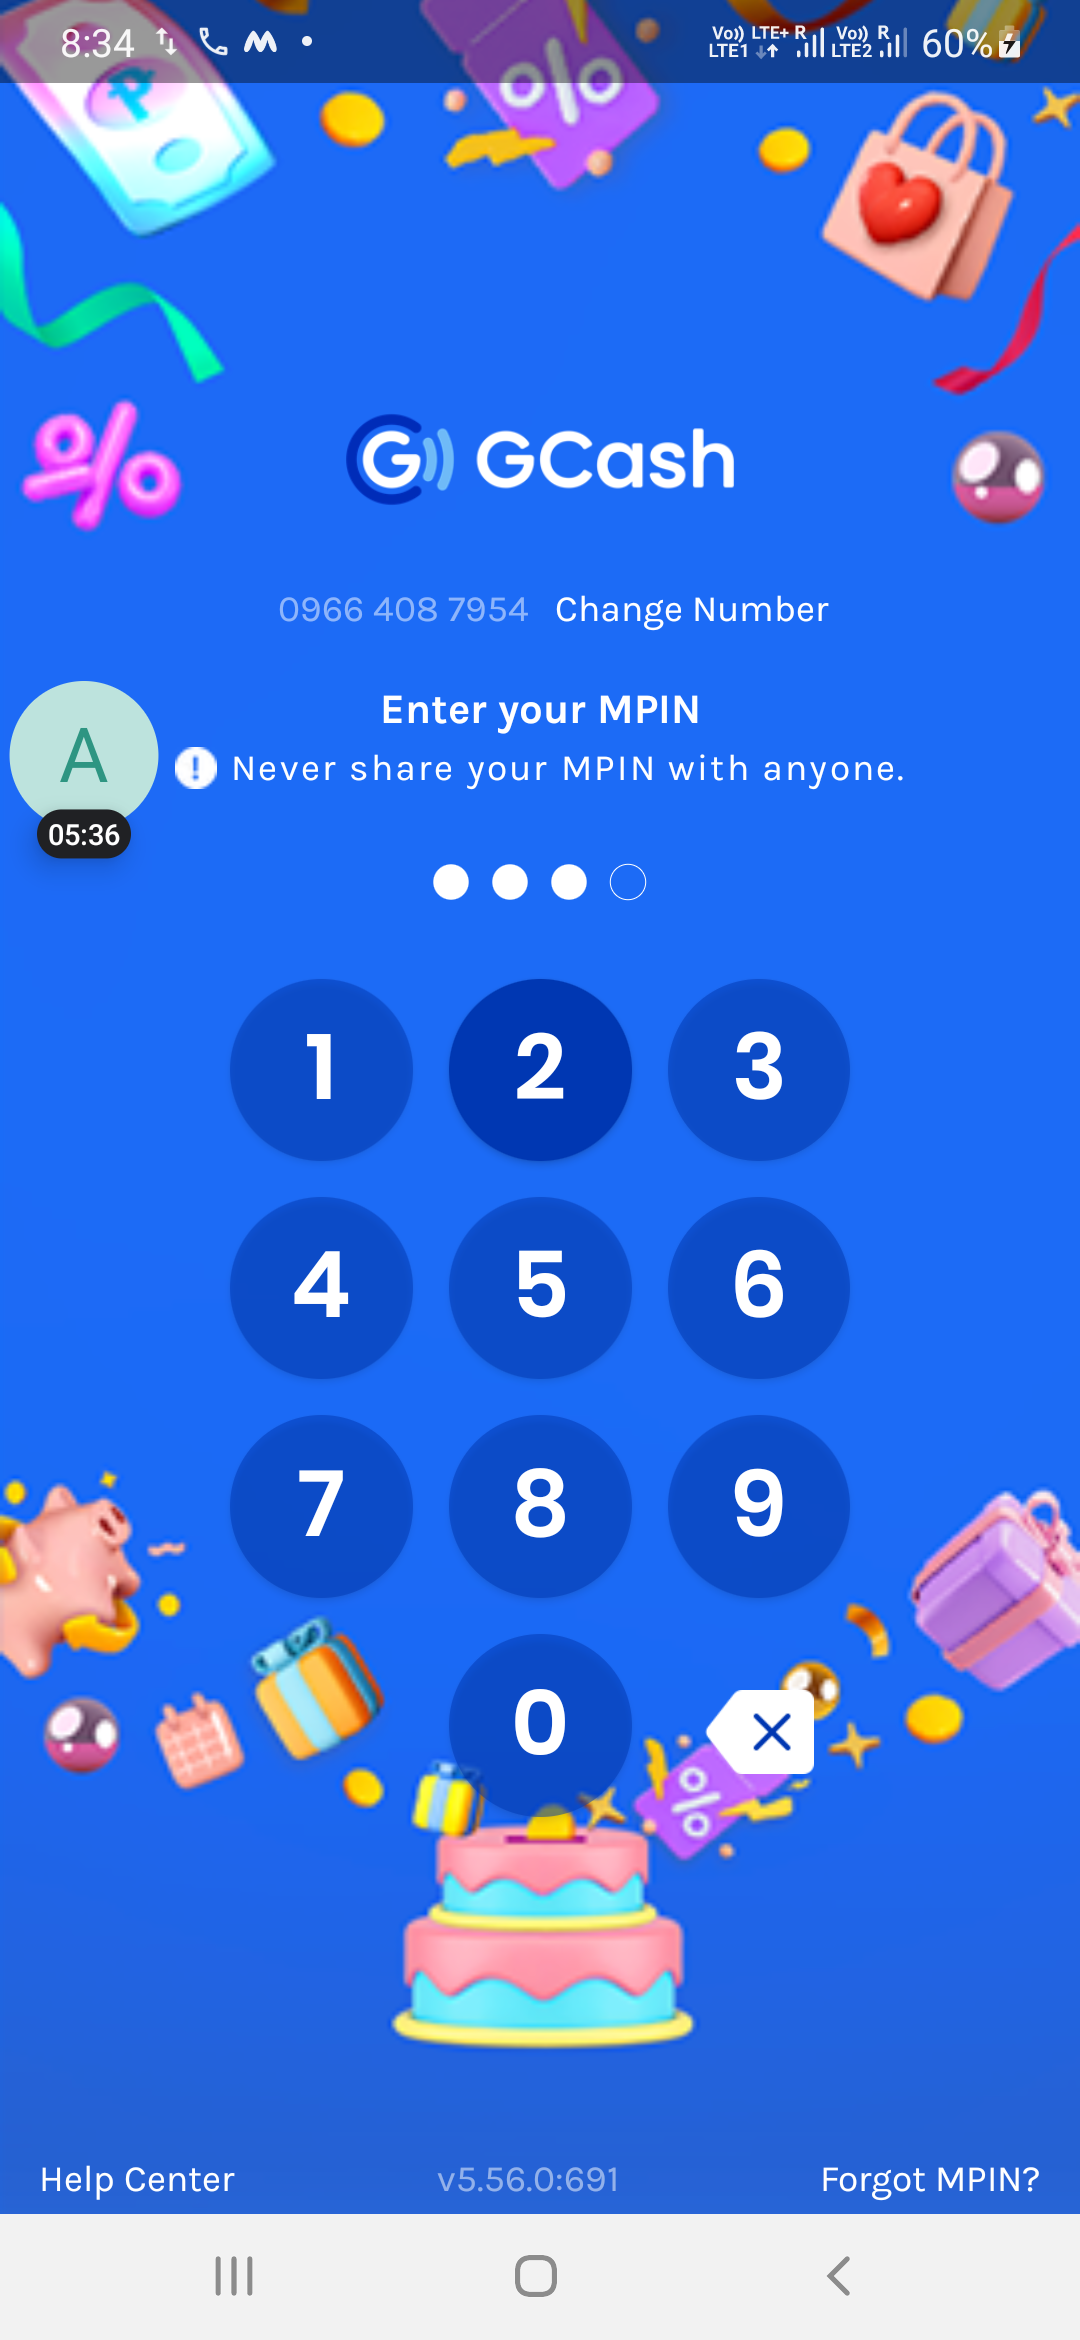 8:34 Vo)) LTE+ R Vo)) R 60%
LTE1 LTE2
GCash
0966 408 7954 Change Number
Enter your MPIN
A
! Never share your MPIN with anyone.
05:36
1 2 3
4 5 6
7 8 9
0
Help Center v5.56.0:691 Forgot MPIN?